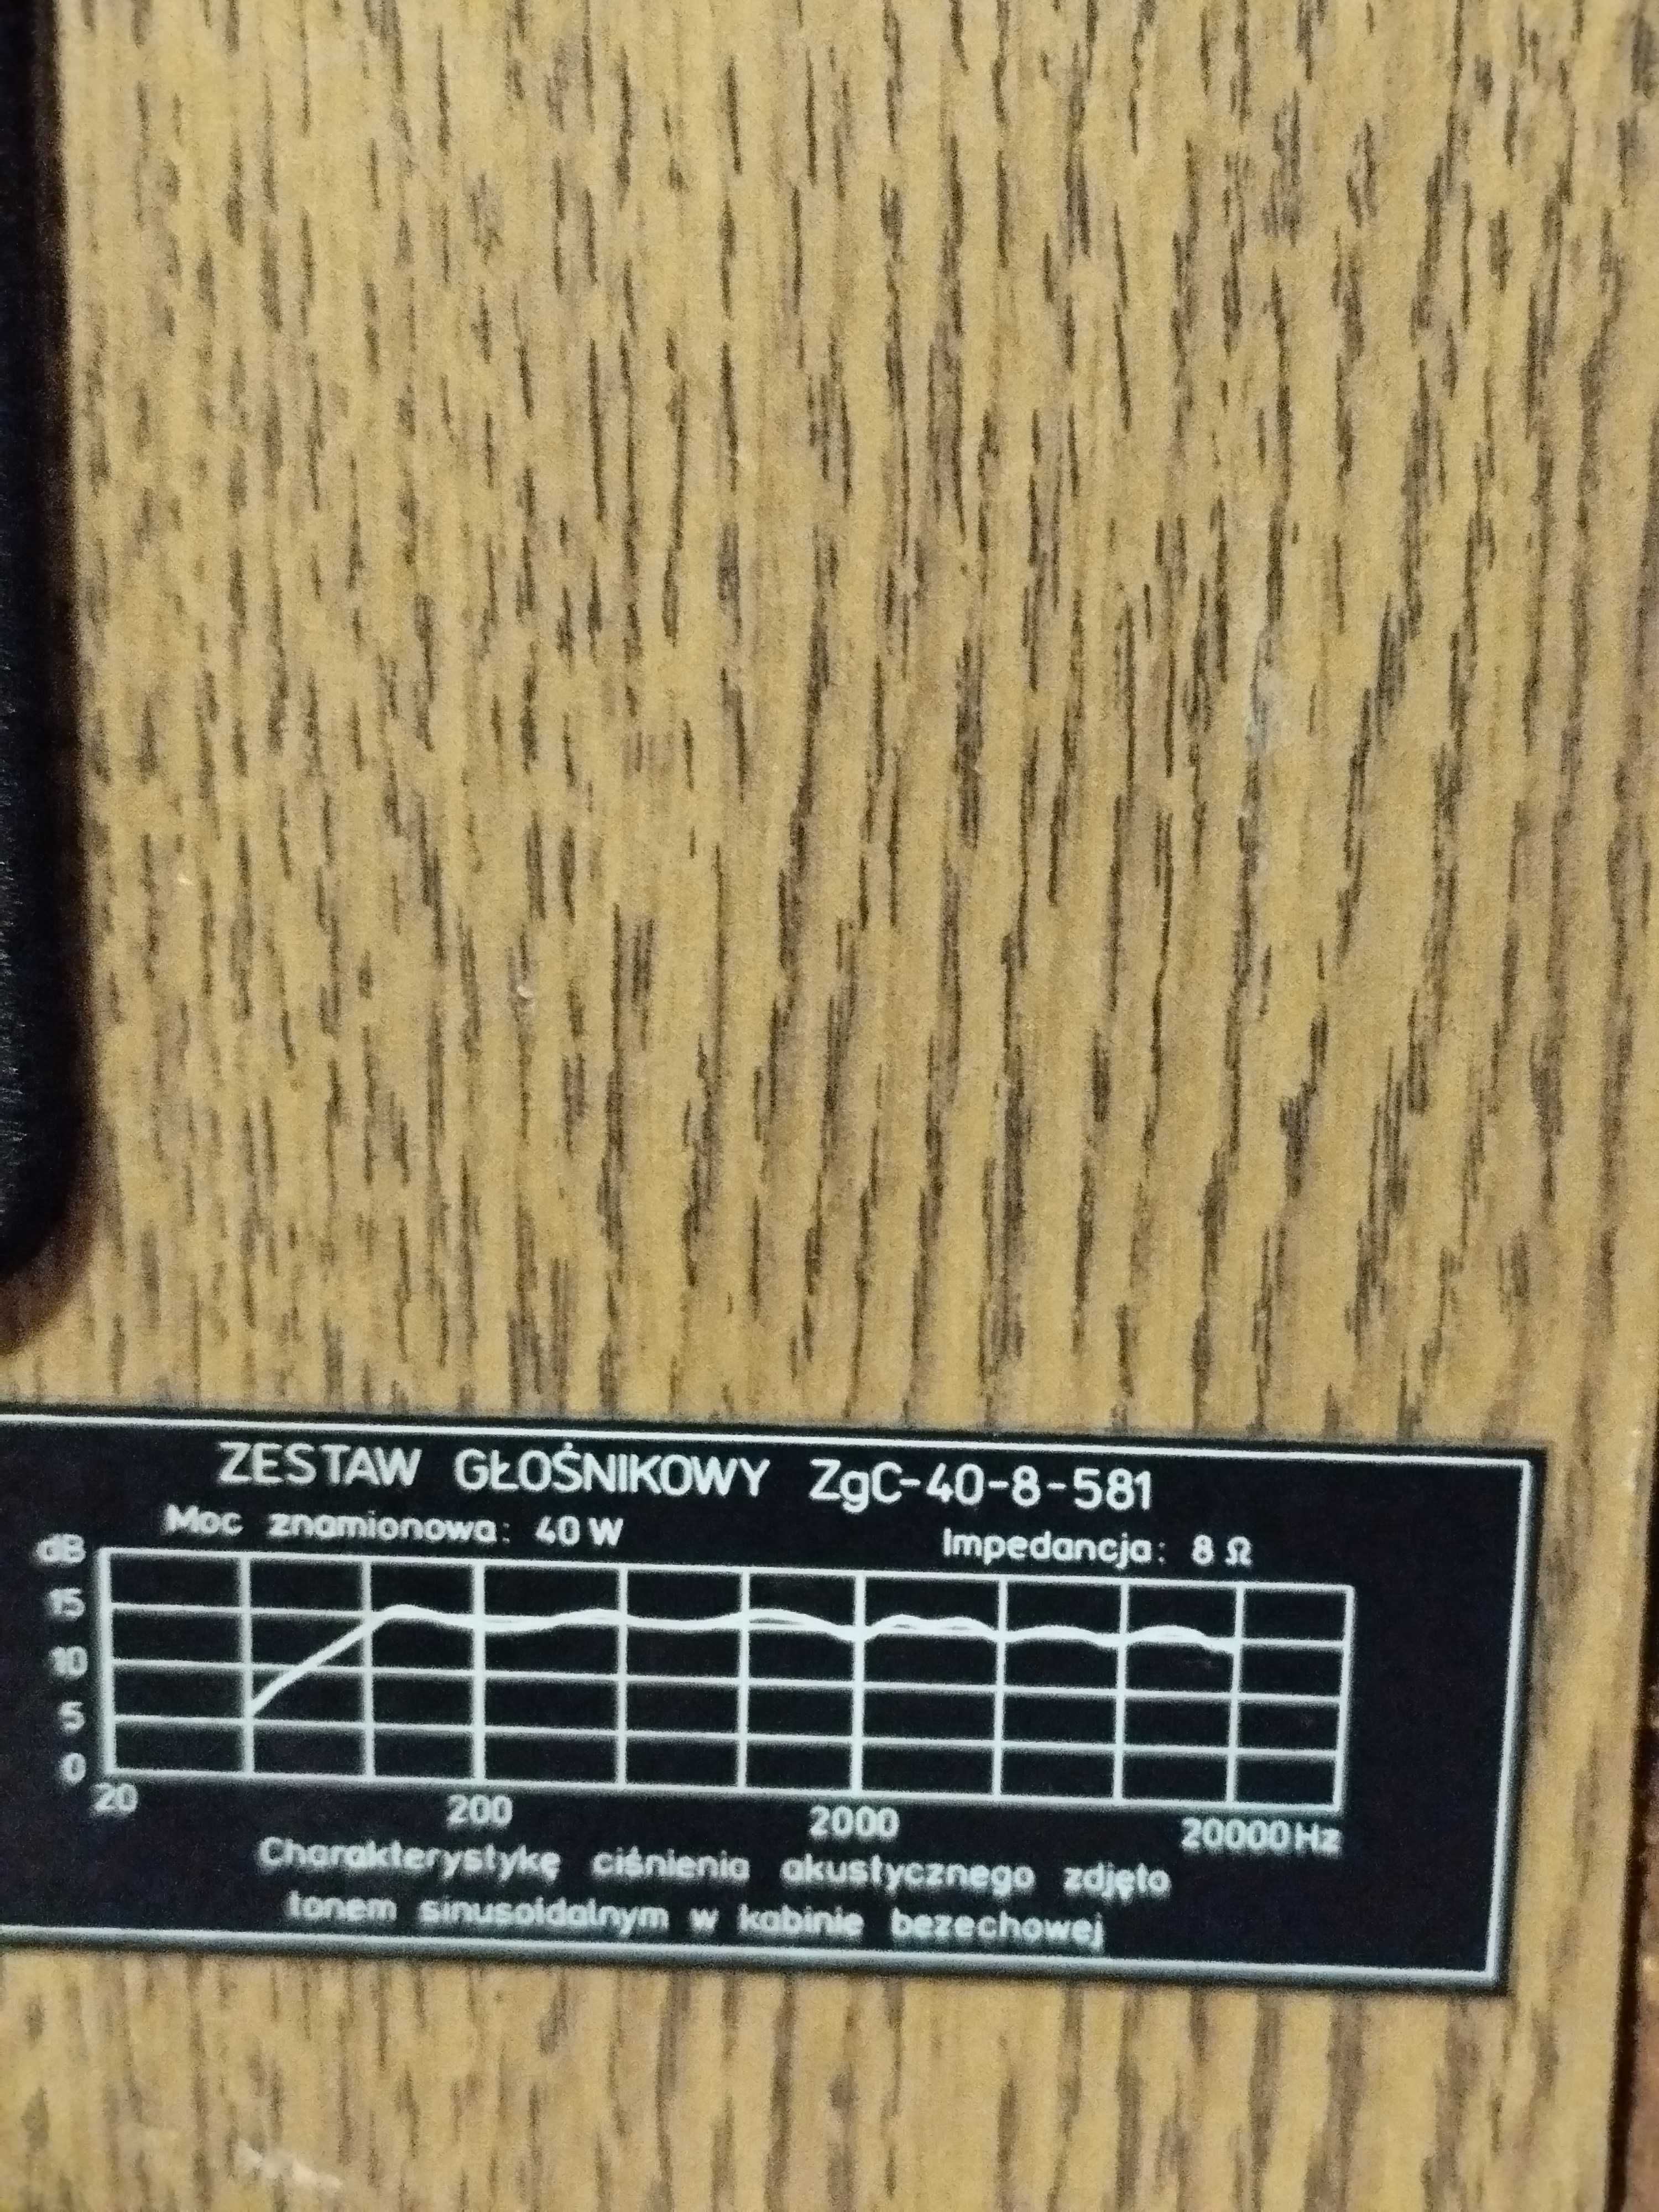 ZESTAW GŁOŚNIKOWY ZgC-40-8-581
Moc znamionowa: 40 W Impedancja: 8 Ω
dB
15
10
5
0
20 200 2000 20000 Hz
Charakterystykę ciśnienia akustycznego zdjęto
tonem sinusoidalnym w kabinie bezechowej